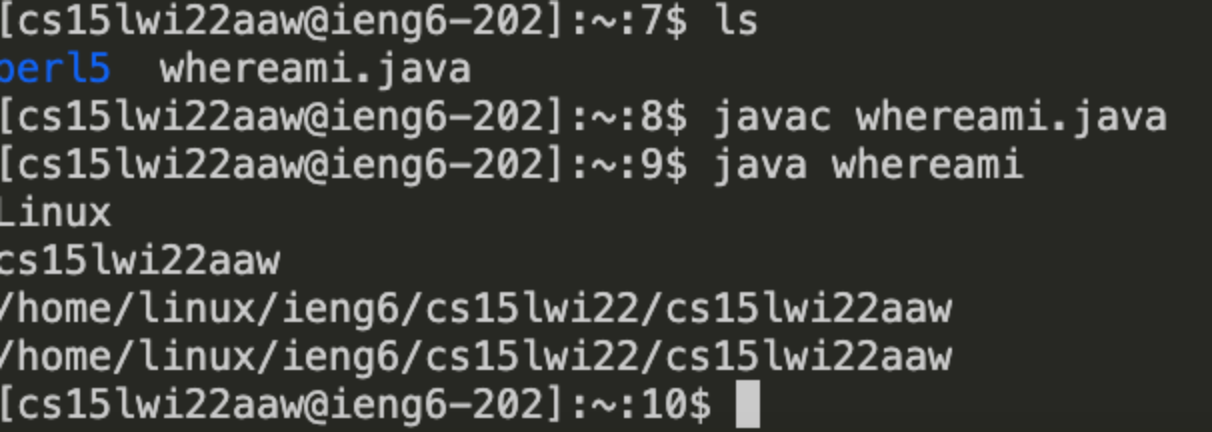 [cs15lwi22aaw@ieng6-202]:~:7$ ls
perl5  whereami.java
[cs15lwi22aaw@ieng6-202]:~:8$ javac whereami.java
[cs15lwi22aaw@ieng6-202]:~:9$ java whereami
Linux
cs15lwi22aaw
/home/linux/ieng6/cs15lwi22/cs15lwi22aaw
/home/linux/ieng6/cs15lwi22/cs15lwi22aaw
[cs15lwi22aaw@ieng6-202]:~:10$